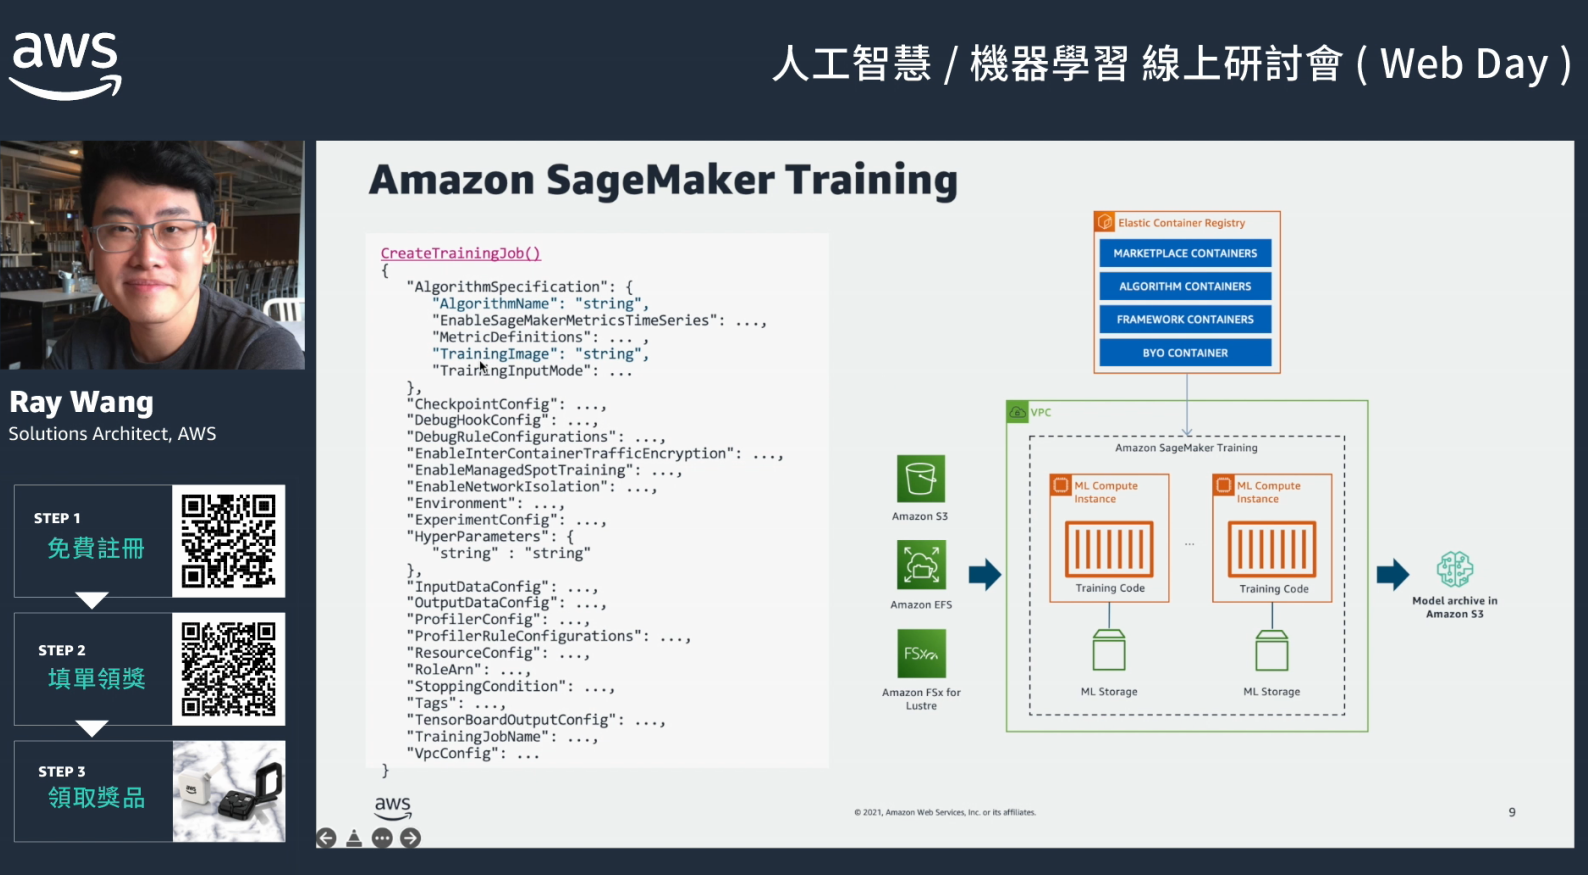 aws
人工智慧 / 機器學習 線上研討會 ( Web Day )
Ray Wang
Solutions Architect, AWS
STEP 1
免費註冊
STEP 2
填單領獎
STEP 3
領取獎品
aws
Amazon SageMaker Training
CreateTrainingJob()
{
"AlgorithmSpecification": {
"AlgorithmName": "string",
"EnableSageMakerMetricsTimeSeries": ...,
"MetricDefinitions": ... ,
"TrainingImage": "string",
"TrainingInputMode": ...
},
"CheckpointConfig": ...,
"DebugHookConfig": ...,
"DebugRuleConfigurations": ...,
"EnableInterContainerTrafficEncryption": ...,
"EnableManagedSpotTraining": ...,
"EnableNetworkIsolation": ...,
"Environment": ...,
"ExperimentConfig": ...,
"HyperParameters": {
"string" : "string"
},
"InputDataConfig": ...,
"OutputDataConfig": ...,
"ProfilerConfig": ...,
"ProfilerRuleConfigurations": ...,
"ResourceConfig": ...,
"RoleArn": ...,
"StoppingCondition": ...,
"Tags": ...,
"TensorBoardOutputConfig": ...,
"TrainingJobName": ...,
"VpcConfig": ...
}
Elastic Container Registry
MARKETPLACE CONTAINERS
ALGORITHM CONTAINERS
FRAMEWORK CONTAINERS
BYO CONTAINER
VPC
Amazon SageMaker Training
ML Compute
Instance
Training Code
ML Storage
...
ML Compute
Instance
Training Code
ML Storage
Amazon S3
Amazon EFS
FSx
Amazon FSx for
Lustre
Model archive in
Amazon S3
aws
© 2021, Amazon Web Services, Inc. or its affiliates.
9